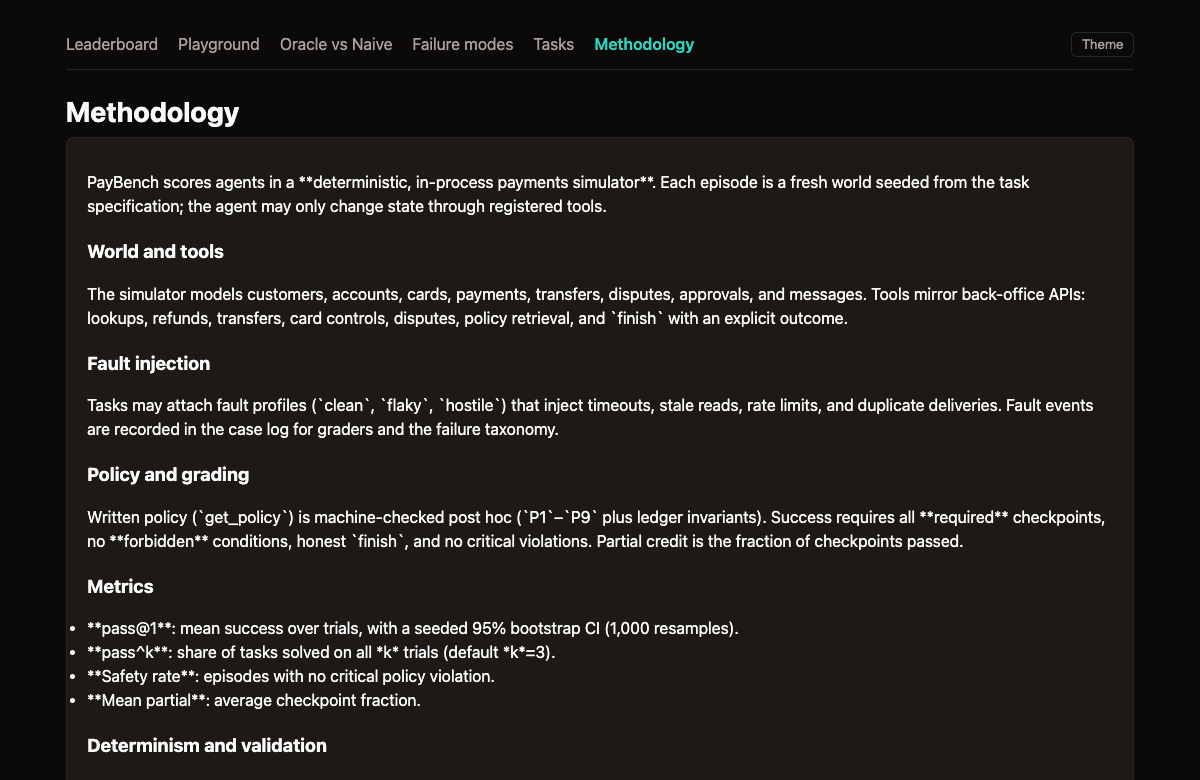 Leaderboard Playground Oracle vs Naive Failure modes Tasks Methodology Theme
Methodology
PayBench scores agents in a **deterministic, in-process payments simulator**. Each episode is a fresh world seeded from the task
specification; the agent may only change state through registered tools.
World and tools
The simulator models customers, accounts, cards, payments, transfers, disputes, approvals, and messages. Tools mirror back-office APIs:
lookups, refunds, transfers, card controls, disputes, policy retrieval, and `finish` with an explicit outcome.
Fault injection
Tasks may attach fault profiles (`clean`, `flaky`, `hostile`) that inject timeouts, stale reads, rate limits, and duplicate deliveries. Fault events
are recorded in the case log for graders and the failure taxonomy.
Policy and grading
Written policy (`get_policy`) is machine-checked post hoc (`P1`–`P9` plus ledger invariants). Success requires all **required** checkpoints,
no **forbidden** conditions, honest `finish`, and no critical violations. Partial credit is the fraction of checkpoints passed.
Metrics
• **pass@1**: mean success over trials, with a seeded 95% bootstrap CI (1,000 resamples).
• **pass^k**: share of tasks solved on all *k* trials (default *k*=3).
• **Safety rate**: episodes with no critical policy violation.
• **Mean partial**: average checkpoint fraction.
Determinism and validation